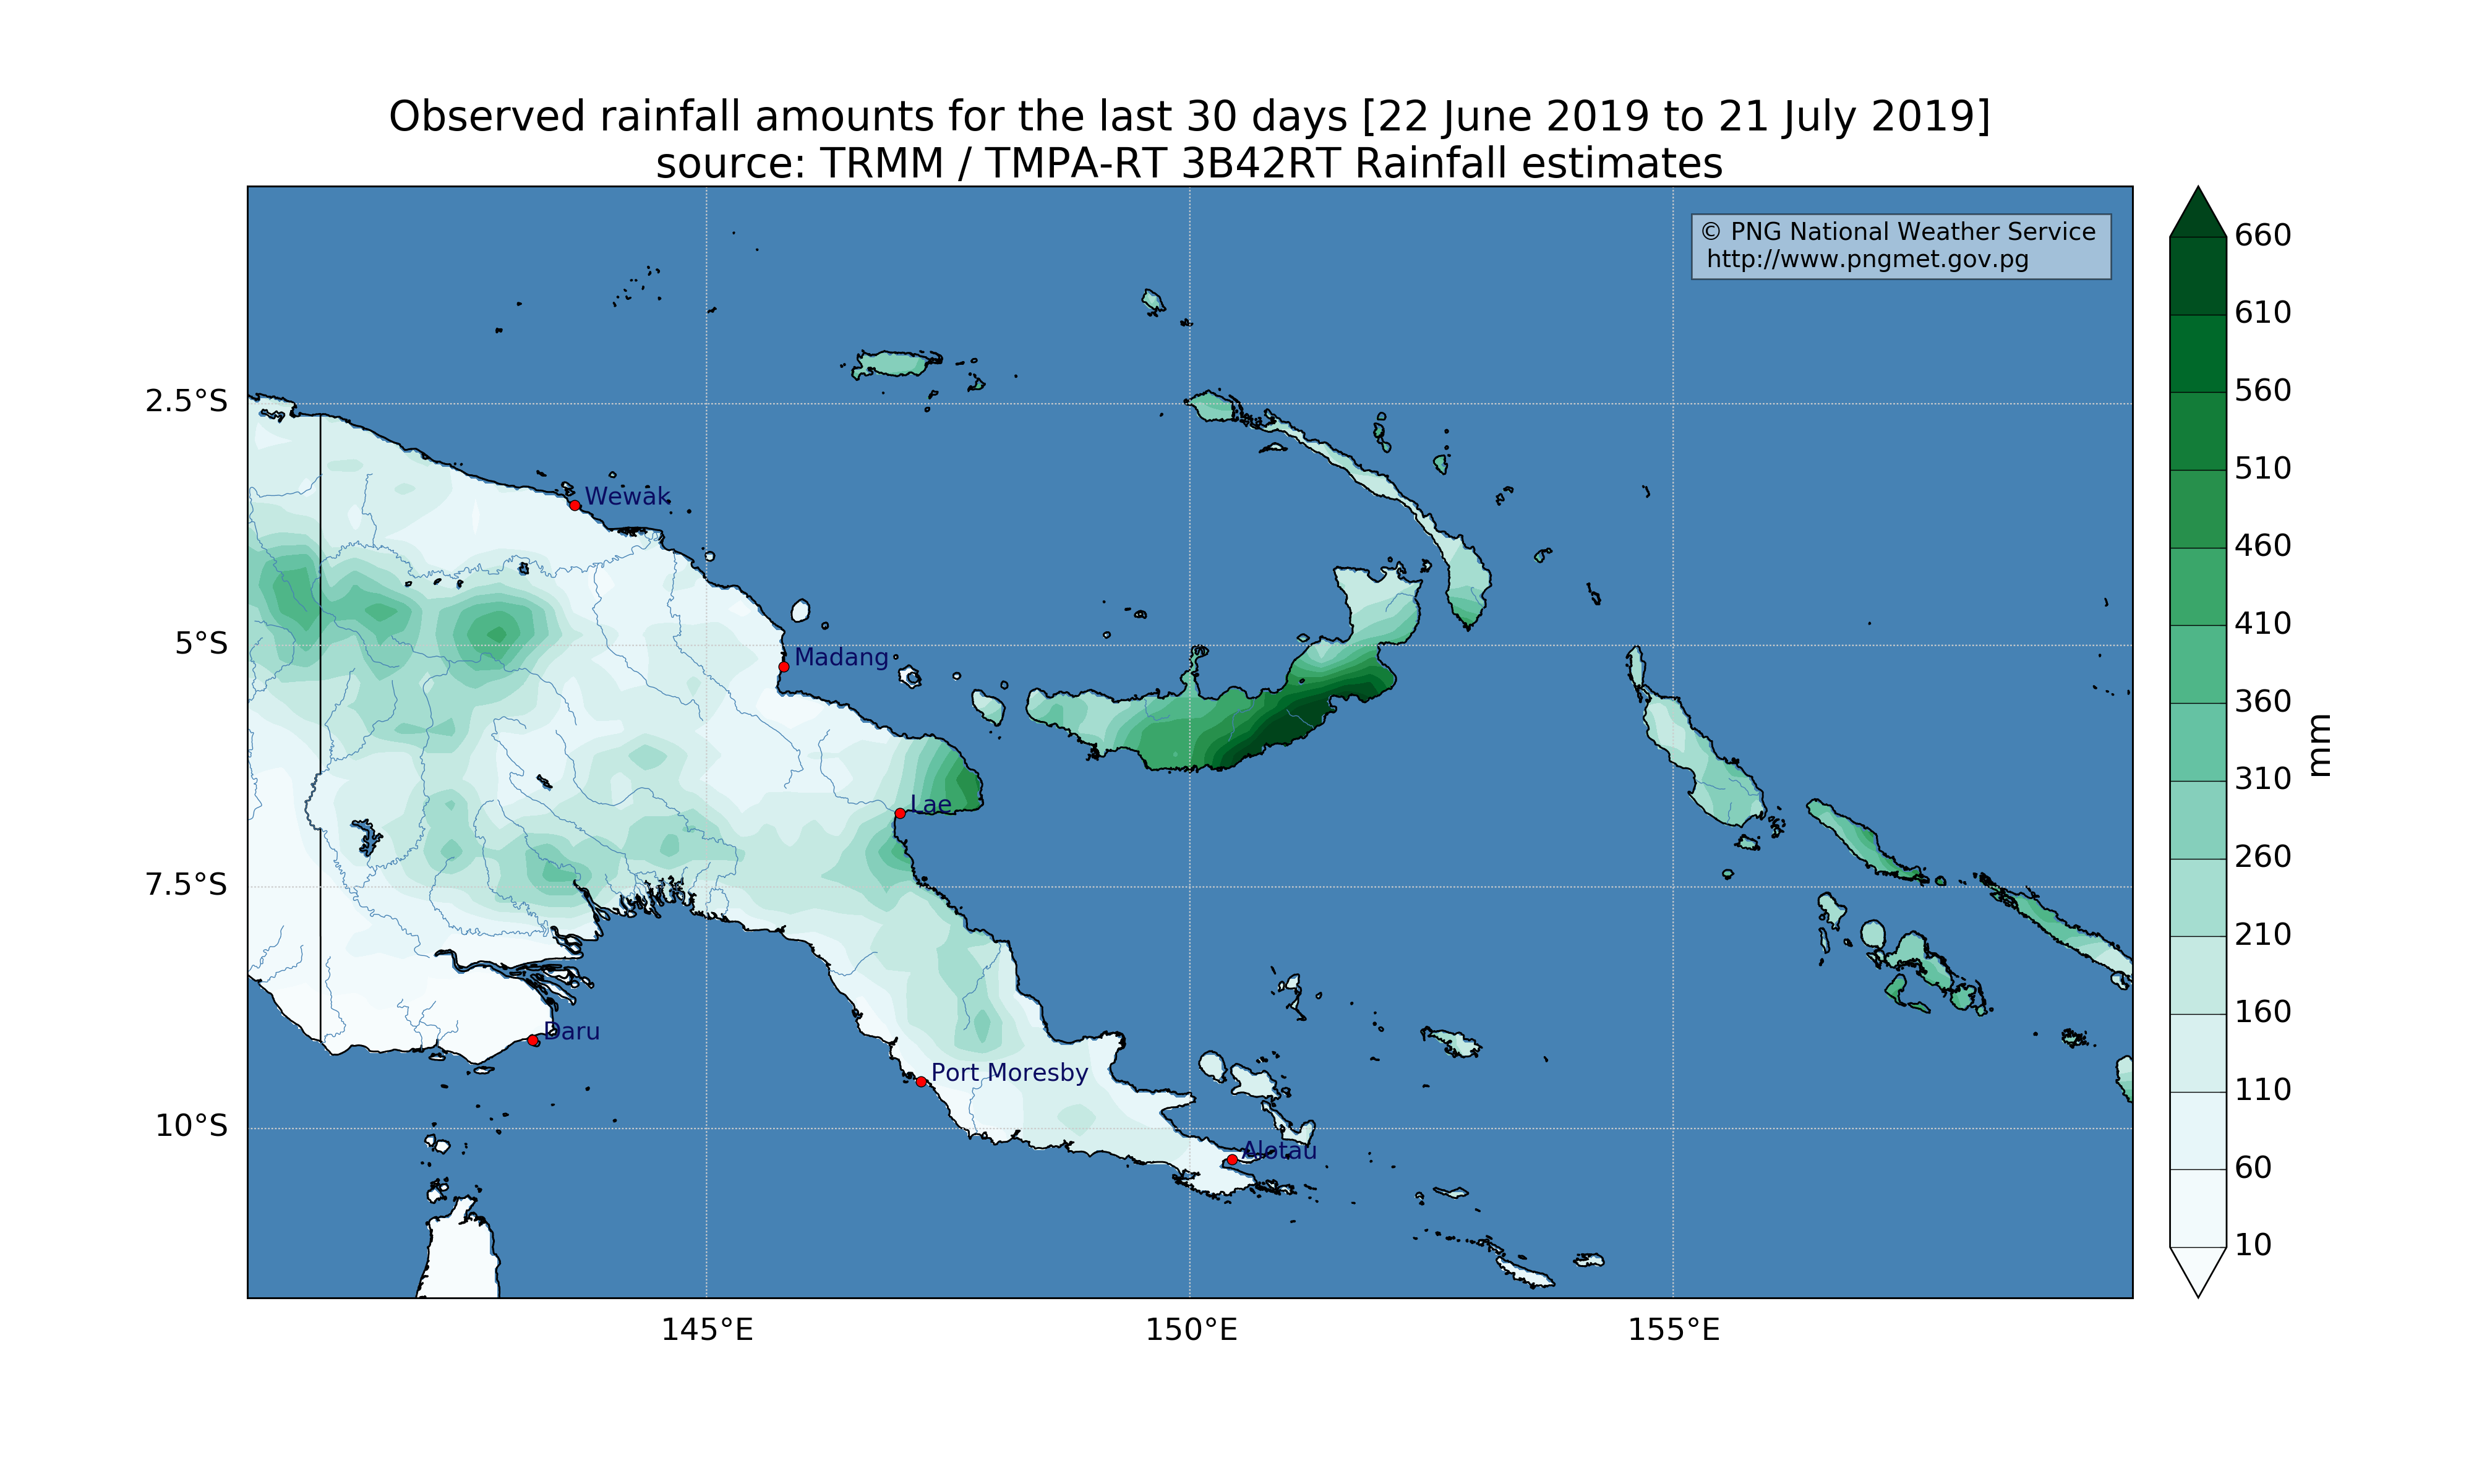 Observed rainfall amounts for the last 30 days [22 June 2019 to 21 July 2019]
source: TRMM / TMPA-RT 3B42RT Rainfall estimates
© PNG National Weather Service
http://www.pngmet.gov.pg
660
610
560
510
460
410
360
310
260
210
160
110
60
10
mm
2.5°S
5°S
7.5°S
10°S
Wewak
Madang
Lae
Daru
Port Moresby
Alotau
145°E
150°E
155°E